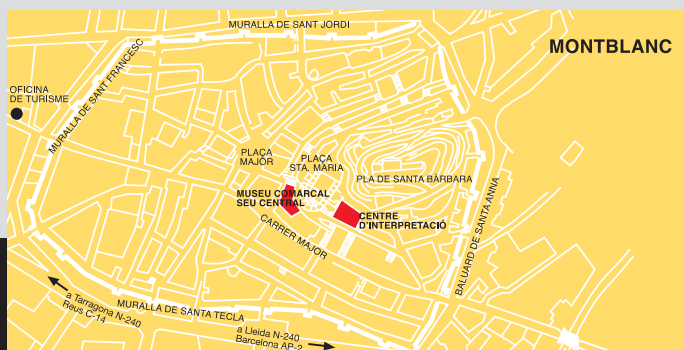 MURALLA DE SANT JORDI
MONTBLANC
MURALLA DE SANT FRANCESC
OFICINA
DE TURISME
PLAÇA
MAJOR
PLAÇA
STA. MARIA
PLA DE SANTA BÀRBARA
MUSEU COMARCAL
SEU CENTRAL
CENTRE
D'INTERPRETACIÓ
CARRER MAJOR
BALUARD DE SANTA ANNA
MURALLA DE SANTA TECLA
a Tarragona N-240
Reus C-14
a Lleida N-240
Barcelona AP-2